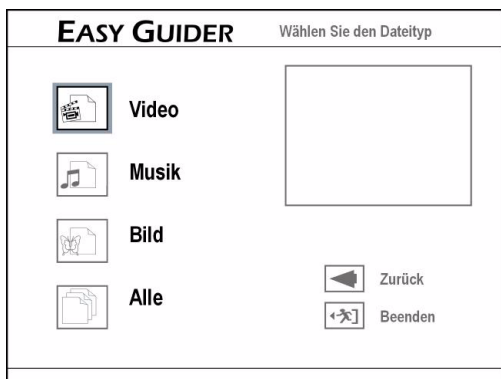 EASY GUIDER
Wählen Sie den Dateityp
Video
Musik
Bild
Alle
Zurück
Beenden